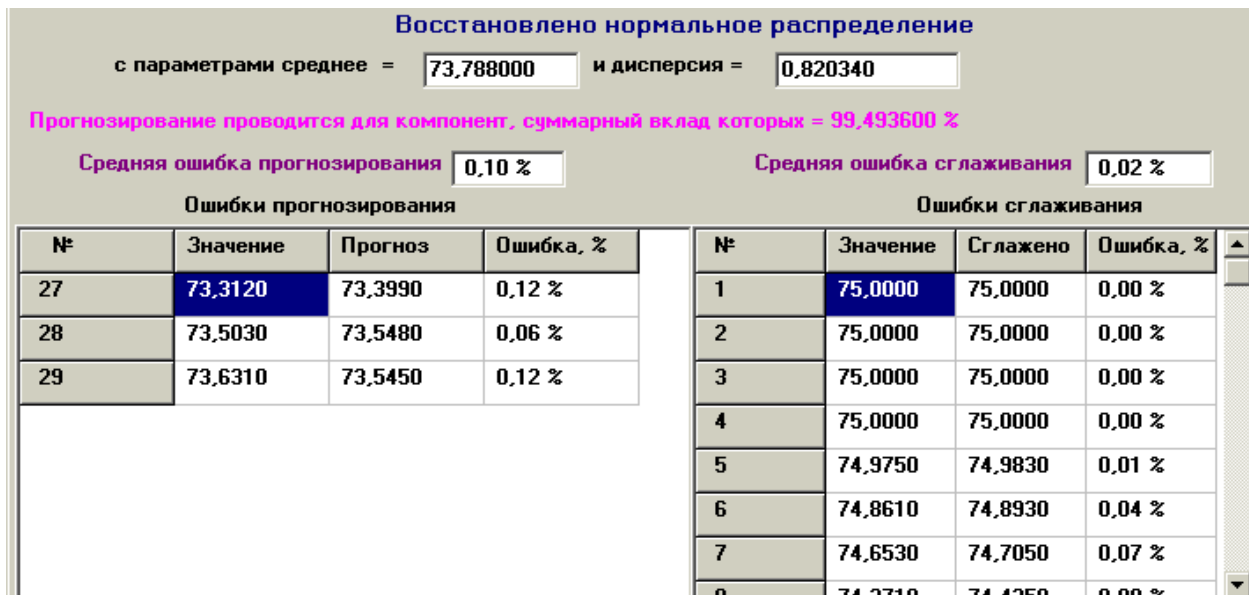 Восстановлено нормальное распределение
с параметрами среднее = 73,788000 и дисперсия = 0,820340
Прогнозирование проводится для компонент, суммарный вклад которых = 99,493600 %
Средняя ошибка прогнозирования 0,10 % Средняя ошибка сглаживания 0,02 %
Ошибки прогнозирования Ошибки сглаживания
№ Значение Прогноз Ошибка, % № Значение Сглажено Ошибка, %
27 73,3120 73,3990 0,12 % 1 75,0000 75,0000 0,00 %
28 73,5030 73,5480 0,06 % 2 75,0000 75,0000 0,00 %
29 73,6310 73,5450 0,12 % 3 75,0000 75,0000 0,00 %
4 75,0000 75,0000 0,00 %
5 74,9750 74,9830 0,01 %
6 74,8610 74,8930 0,04 %
7 74,6530 74,7050 0,07 %